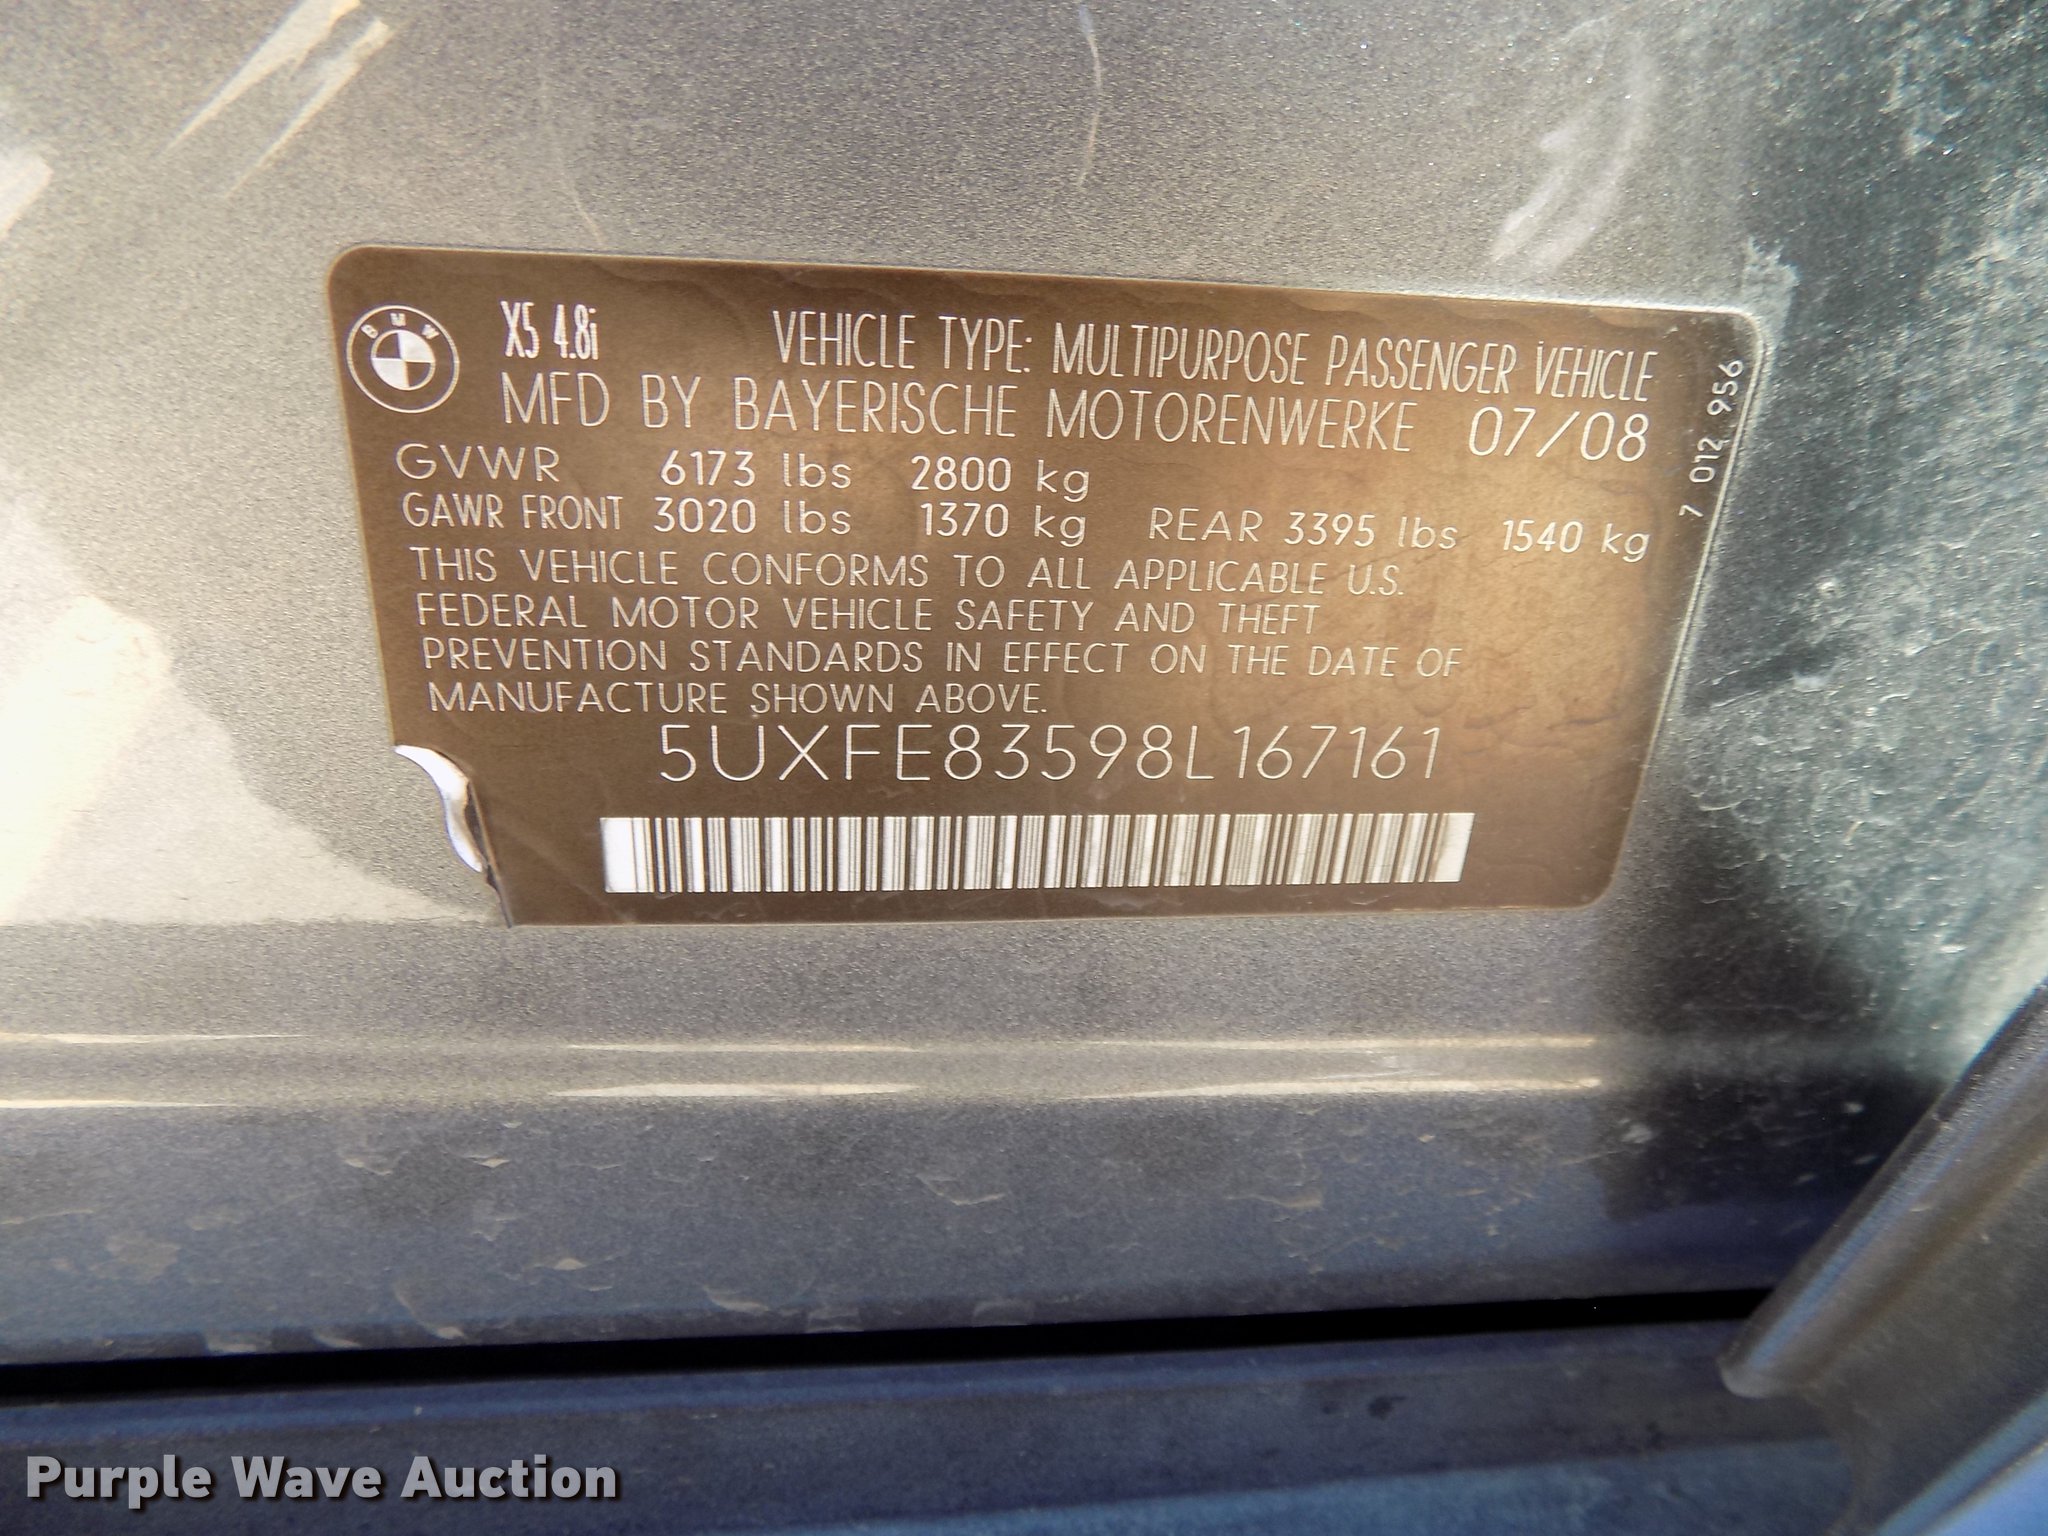 BMW
X5 4.8i
VEHICLE TYPE: MULTIPURPOSE PASSENGER VEHICLE
MFD BY BAYERISCHE MOTORENWERKE 07/08
GVWR 6173 lbs 2800 kg
GAWR FRONT 3020 lbs 1370 kg REAR 3395 lbs 1540 kg
THIS VEHICLE CONFORMS TO ALL APPLICABLE U.S.
FEDERAL MOTOR VEHICLE SAFETY AND THEFT
PREVENTION STANDARDS IN EFFECT ON THE DATE OF
MANUFACTURE SHOWN ABOVE.
5UXFE83598L167161
7 012 956
Purple Wave Auction